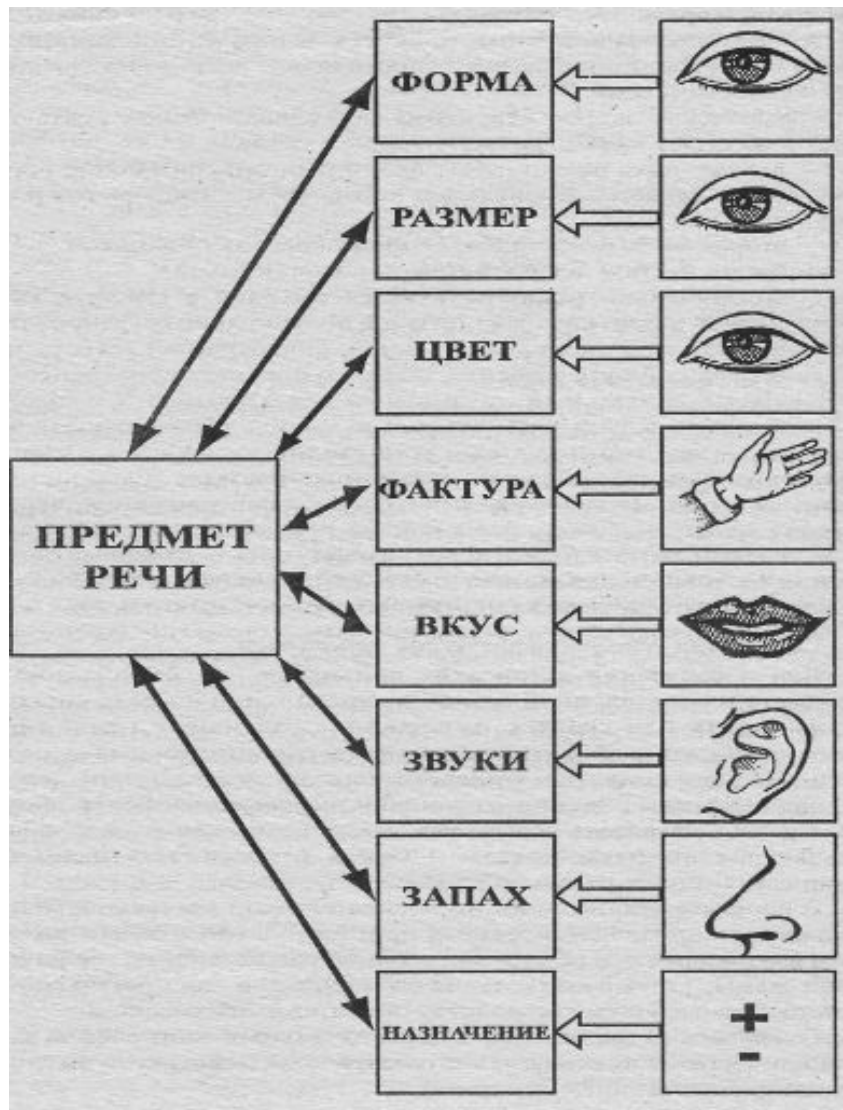 ФОРМА
РАЗМЕР
ЦВЕТ
ФАКТУРА
ПРЕДМЕТ
РЕЧИ
ВКУС
ЗВУКИ
ЗАПАХ
НАЗНАЧЕНИЕ
+
-